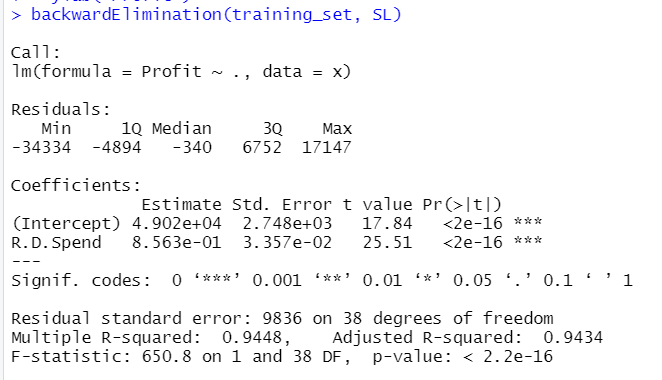 > backwardElimination(training_set, SL)
Call:
lm(formula = Profit ~ ., data = x)
Residuals:
   Min     1Q Median     3Q    Max
-34334  -4894   -340   6752  17147
Coefficients:
             Estimate Std. Error t value Pr(>|t|)
(Intercept) 4.902e+04  2.748e+03   17.84   <2e-16 ***
R.D.Spend   8.563e-01  3.357e-02   25.51   <2e-16 ***
---
Signif. codes:  0 ‘***’ 0.001 ‘**’ 0.01 ‘*’ 0.05 ‘.’ 0.1 ‘ ’ 1
Residual standard error: 9836 on 38 degrees of freedom
Multiple R-squared:  0.9448,    Adjusted R-squared:  0.9434
F-statistic: 650.8 on 1 and 38 DF,  p-value: < 2.2e-16